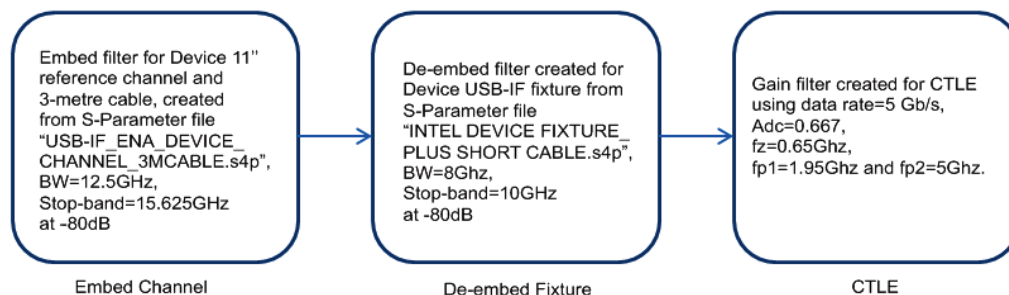 Embed filter for Device 11"
reference channel and
3-metre cable, created
from S-Parameter file
"USB-IF_ENA_DEVICE_
CHANNEL_3MCABLE.s4p",
BW=12.5GHz,
Stop-band=15.625GHz
at -80dB
De-embed filter created for
Device USB-IF fixture from
S-Parameter file
"INTEL DEVICE FIXTURE_
PLUS SHORT CABLE.s4p",
BW=8Ghz,
Stop-band=10GHz
at -80dB
Gain filter created for CTLE
using data rate=5 Gb/s,
Adc=0.667,
fz=0.65Ghz,
fp1=1.95Ghz and fp2=5Ghz.
Embed Channel
De-embed Fixture
CTLE